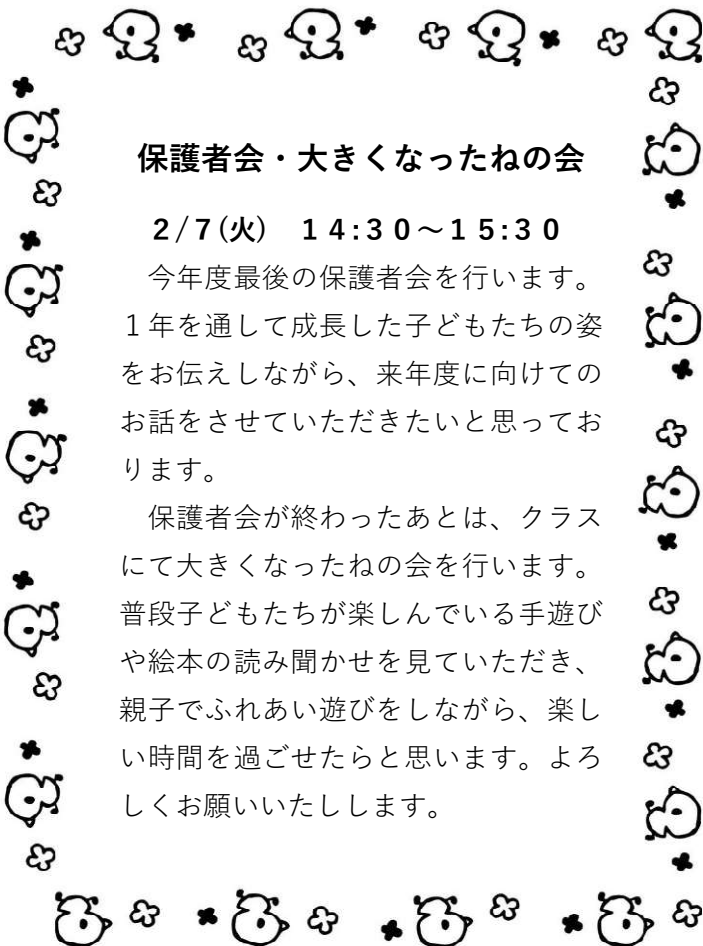 保護者会・大きくなったねの会
２/７(火)　１４:３０～１５:３０
　今年度最後の保護者会を行います。
１年を通して成長した子どもたちの姿
をお伝えしながら、来年度に向けての
お話をさせていただきたいと思ってお
ります。
　保護者会が終わったあとは、クラス
にて大きくなったねの会を行います。
普段子どもたちが楽しんでいる手遊び
や絵本の読み聞かせを見ていただき、
親子でふれあい遊びをしながら、楽し
い時間を過ごせたらと思います。よろ
しくお願いいたしします。